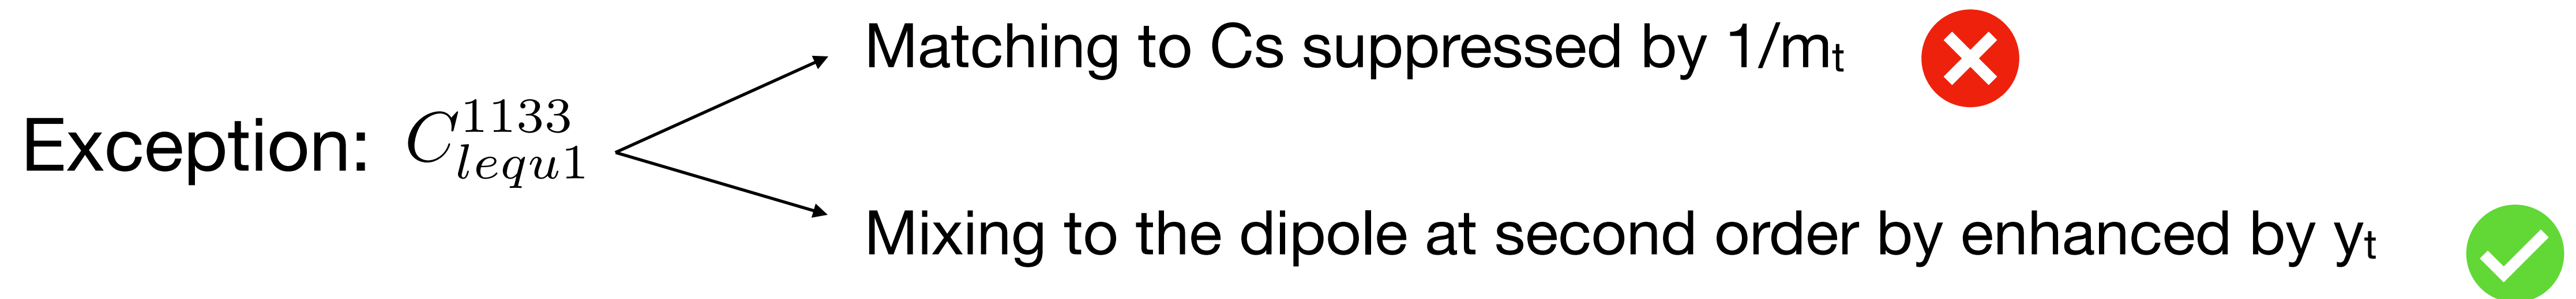 Matching to Cs suppressed by 1/mₜ
Exception: C_{lequ1}^{1133}
Mixing to the dipole at second order by enhanced by yₜ